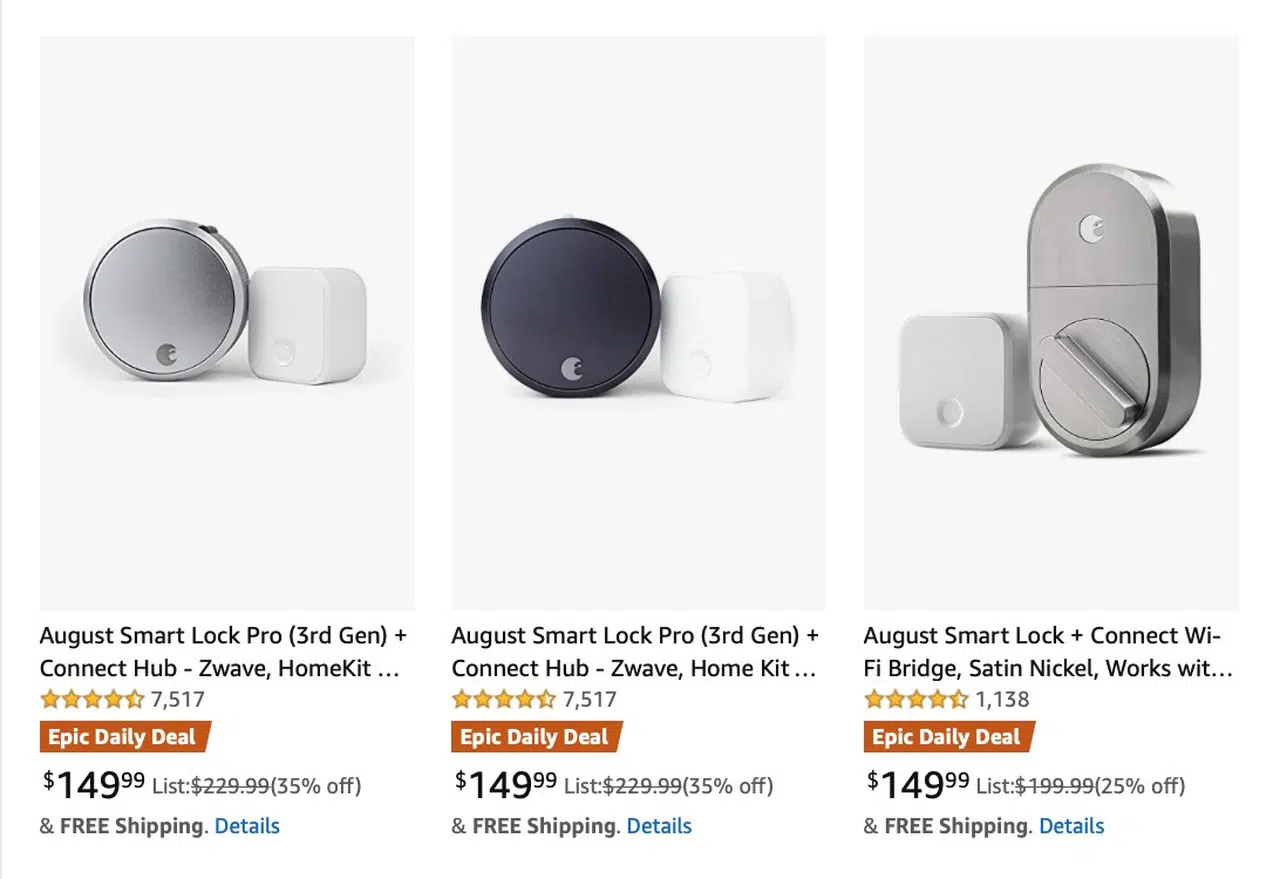 August Smart Lock Pro (3rd Gen) +
Connect Hub - Zwave, HomeKit ...
7,517
Epic Daily Deal
$149.99 List:$229.99(35% off)
& FREE Shipping. Details
August Smart Lock Pro (3rd Gen) +
Connect Hub - Zwave, Home Kit ...
7,517
Epic Daily Deal
$149.99 List:$229.99(35% off)
& FREE Shipping. Details
August Smart Lock + Connect Wi-
Fi Bridge, Satin Nickel, Works wit...
1,138
Epic Daily Deal
$149.99 List:$199.99(25% off)
& FREE Shipping. Details